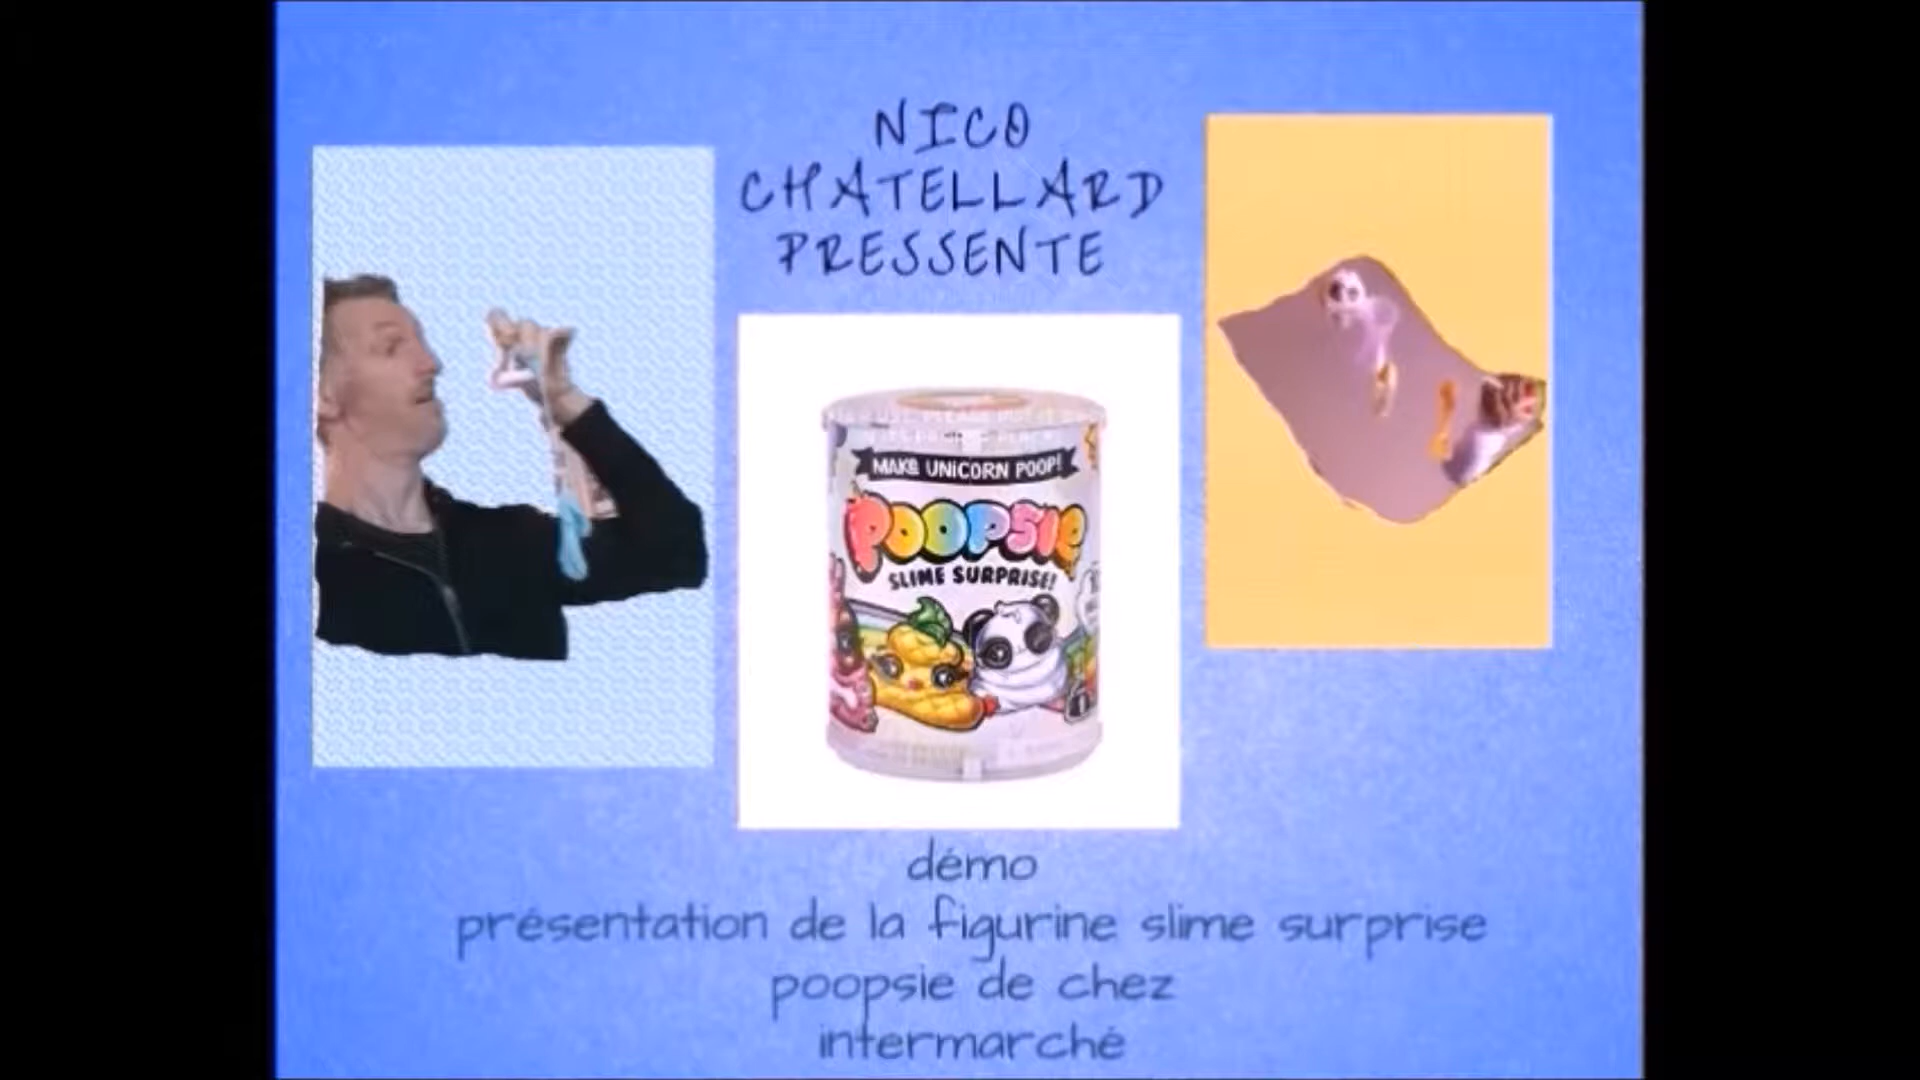 NICO
CHATELLARD
PRESSENTE
MAKE UNICORN POOP!
POOPSIE
SLIME SURPRISE!
démo
présentation de la figurine slime surprise
poopsie de chez
intermarché